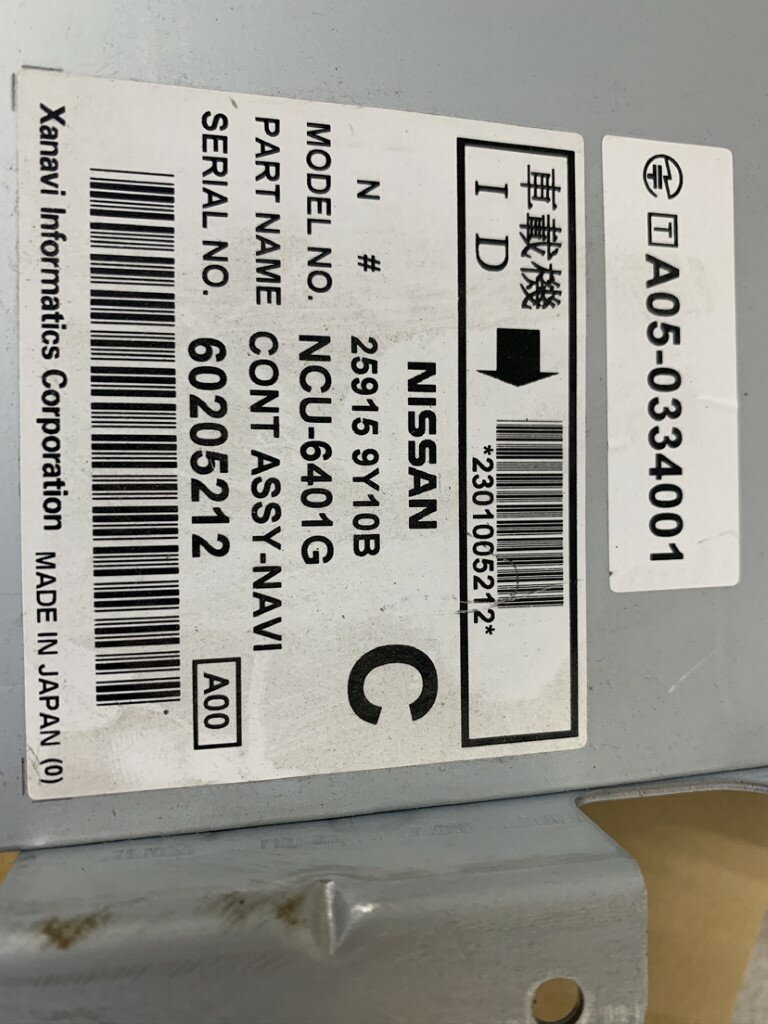 T A05-0334001
車載機
ID
*2301005212*
NISSAN
N # 25915 9Y10B
C
MODEL NO. NCU-6401G
PART NAME CONT ASSY-NAVI
SERIAL NO. 60205212
A00
Xanavi Informatics Corporation MADE IN JAPAN (0)